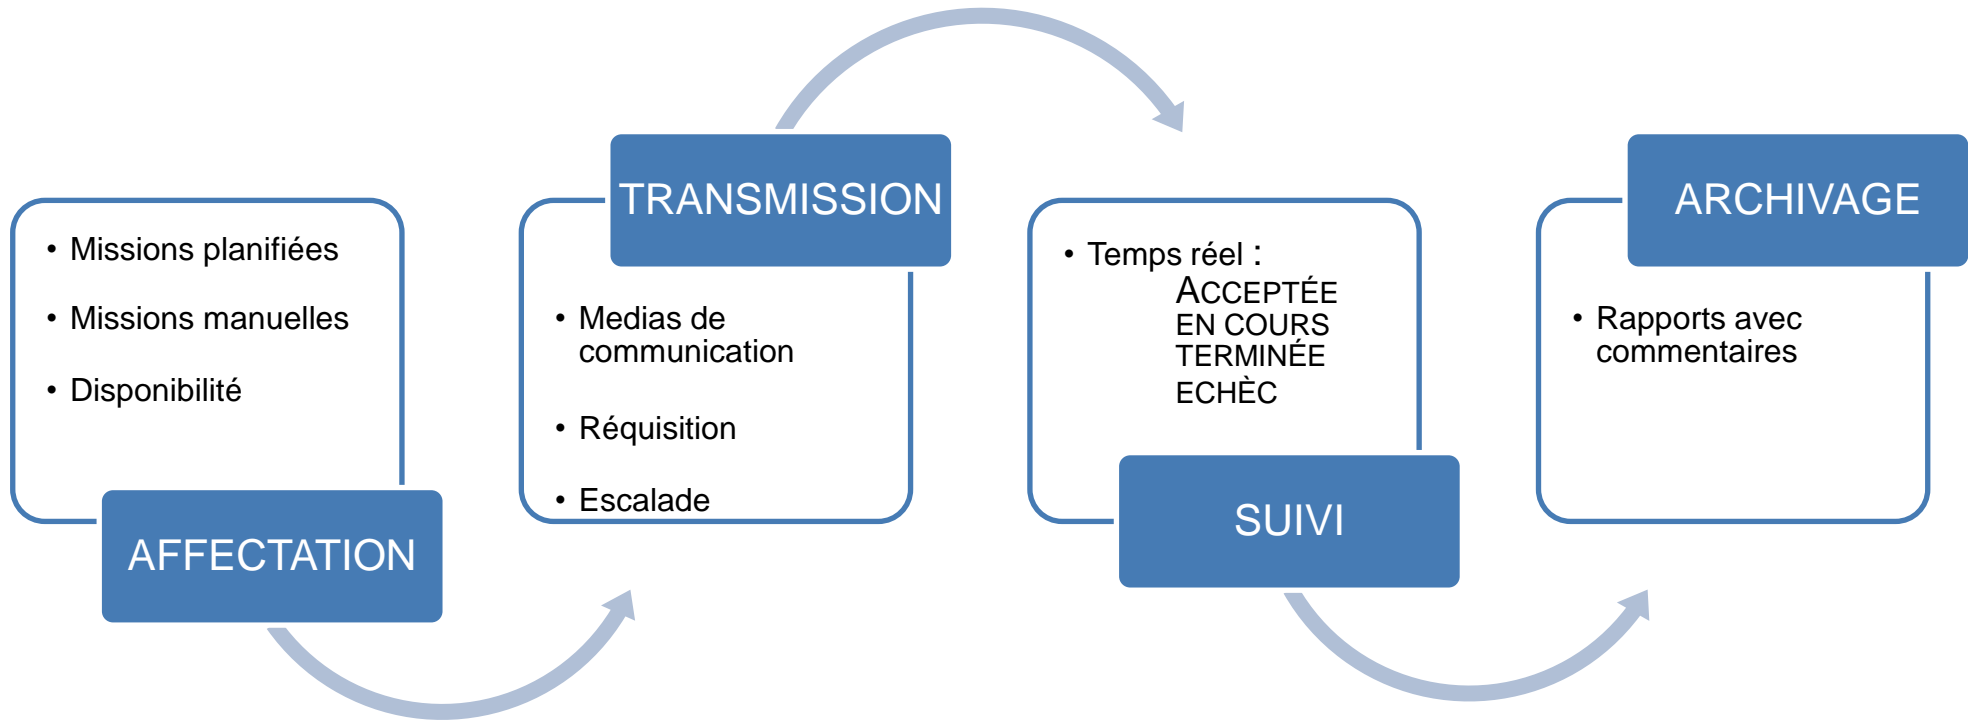 • Missions planifiées
• Missions manuelles
• Disponibilité
AFFECTATION
TRANSMISSION
• Medias de
communication
• Réquisition
• Escalade
• Temps réel :
ACCEPTÉE
EN COURS
TERMINÉE
ECHÈC
SUIVI
ARCHIVAGE
• Rapports avec
commentaires